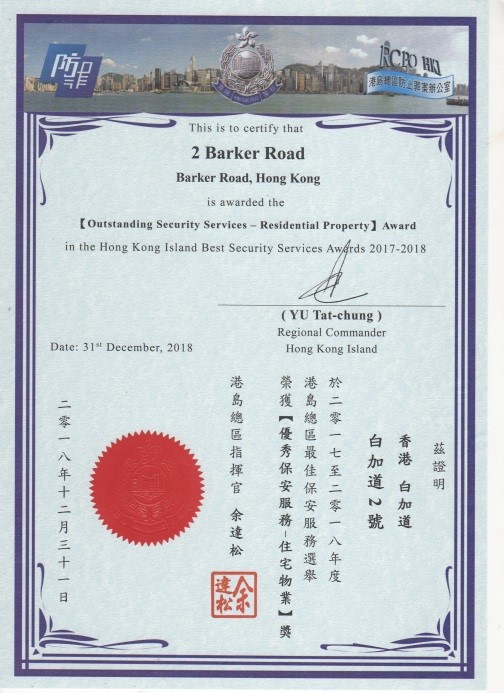 防罪
RCPO HKI
港島總區防止罪案辦公室
This is to certify that
2 Barker Road
Barker Road, Hong Kong
is awarded the
【Outstanding Security Services – Residential Property】Award
in the Hong Kong Island Best Security Services Awards 2017-2018
( YU Tat-chung )
Regional Commander
Hong Kong Island
Date: 31st December, 2018
茲證明
香港 白加道
白加道2號
於二零一七至二零一八年度
港島總區最佳保安服務選舉
榮獲【優秀保安服務–住宅物業】獎
港島總區指揮官 余達松
二零一八年十二月三十一日
余達松